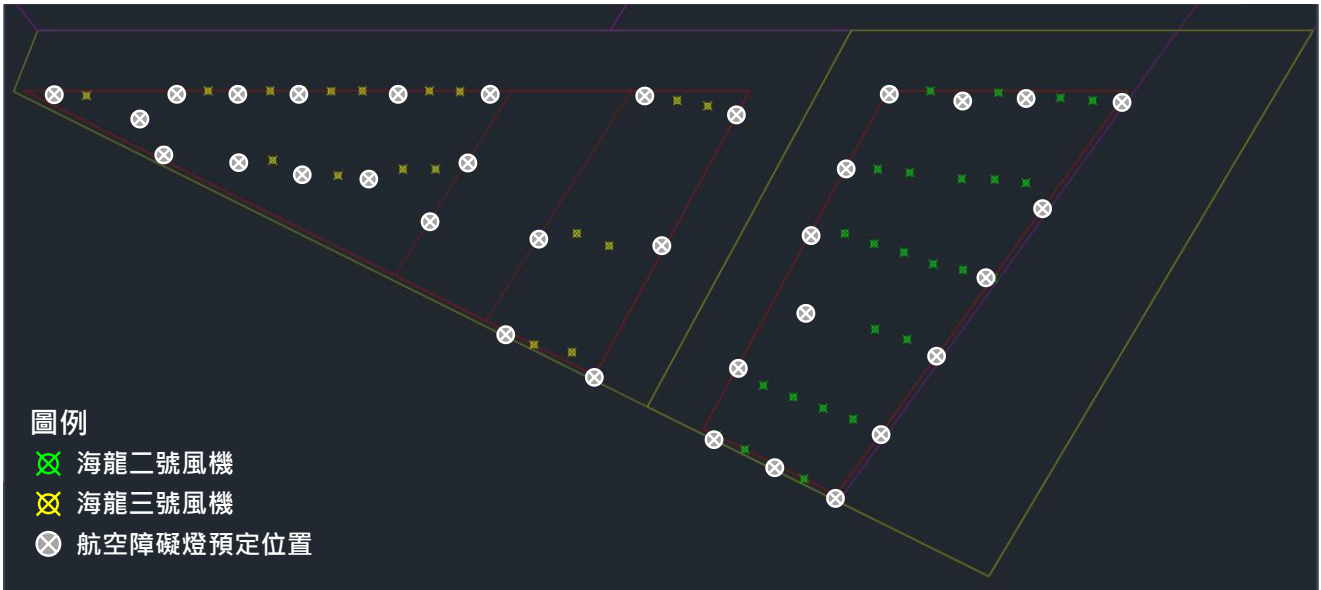 圖例
海龍二號風機
海龍三號風機
航空障礙燈預定位置